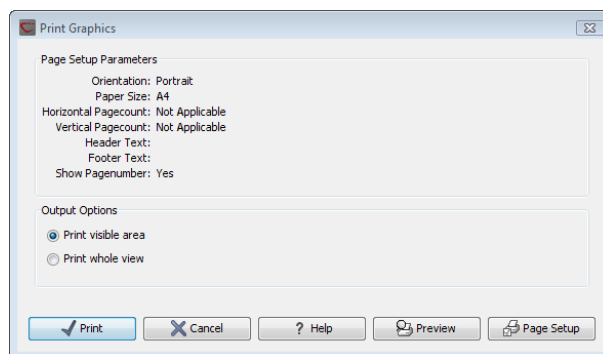 Print Graphics
Page Setup Parameters
Orientation: Portrait
Paper Size: A4
Horizontal Pagecount: Not Applicable
Vertical Pagecount: Not Applicable
Header Text:
Footer Text:
Show Pagenumber: Yes
Output Options
Print visible area
Print whole view
Print Cancel ? Help Preview Page Setup